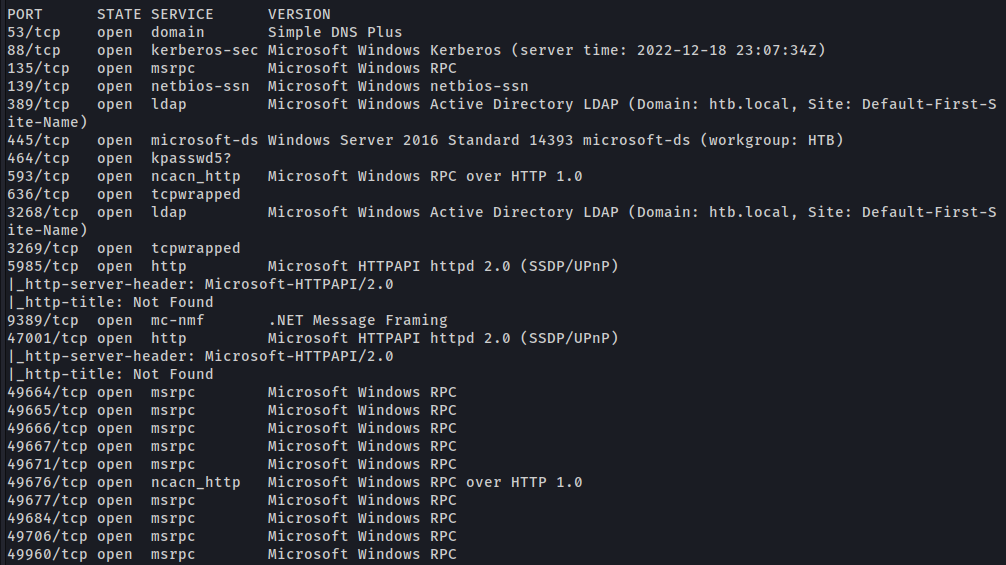 PORT      STATE SERVICE      VERSION
53/tcp    open  domain       Simple DNS Plus
88/tcp    open  kerberos-sec Microsoft Windows Kerberos (server time: 2022-12-18 23:07:34Z)
135/tcp   open  msrpc        Microsoft Windows RPC
139/tcp   open  netbios-ssn  Microsoft Windows netbios-ssn
389/tcp   open  ldap         Microsoft Windows Active Directory LDAP (Domain: htb.local, Site: Default-First-S
ite-Name)
445/tcp   open  microsoft-ds Windows Server 2016 Standard 14393 microsoft-ds (workgroup: HTB)
464/tcp   open  kpasswd5?
593/tcp   open  ncacn_http   Microsoft Windows RPC over HTTP 1.0
636/tcp   open  tcpwrapped
3268/tcp  open  ldap         Microsoft Windows Active Directory LDAP (Domain: htb.local, Site: Default-First-S
ite-Name)
3269/tcp  open  tcpwrapped
5985/tcp  open  http         Microsoft HTTPAPI httpd 2.0 (SSDP/UPnP)
|_http-server-header: Microsoft-HTTPAPI/2.0
|_http-title: Not Found
9389/tcp  open  mc-nmf       .NET Message Framing
47001/tcp open  http         Microsoft HTTPAPI httpd 2.0 (SSDP/UPnP)
|_http-server-header: Microsoft-HTTPAPI/2.0
|_http-title: Not Found
49664/tcp open  msrpc        Microsoft Windows RPC
49665/tcp open  msrpc        Microsoft Windows RPC
49666/tcp open  msrpc        Microsoft Windows RPC
49667/tcp open  msrpc        Microsoft Windows RPC
49671/tcp open  msrpc        Microsoft Windows RPC
49676/tcp open  ncacn_http   Microsoft Windows RPC over HTTP 1.0
49677/tcp open  msrpc        Microsoft Windows RPC
49684/tcp open  msrpc        Microsoft Windows RPC
49706/tcp open  msrpc        Microsoft Windows RPC
49960/tcp open  msrpc        Microsoft Windows RPC